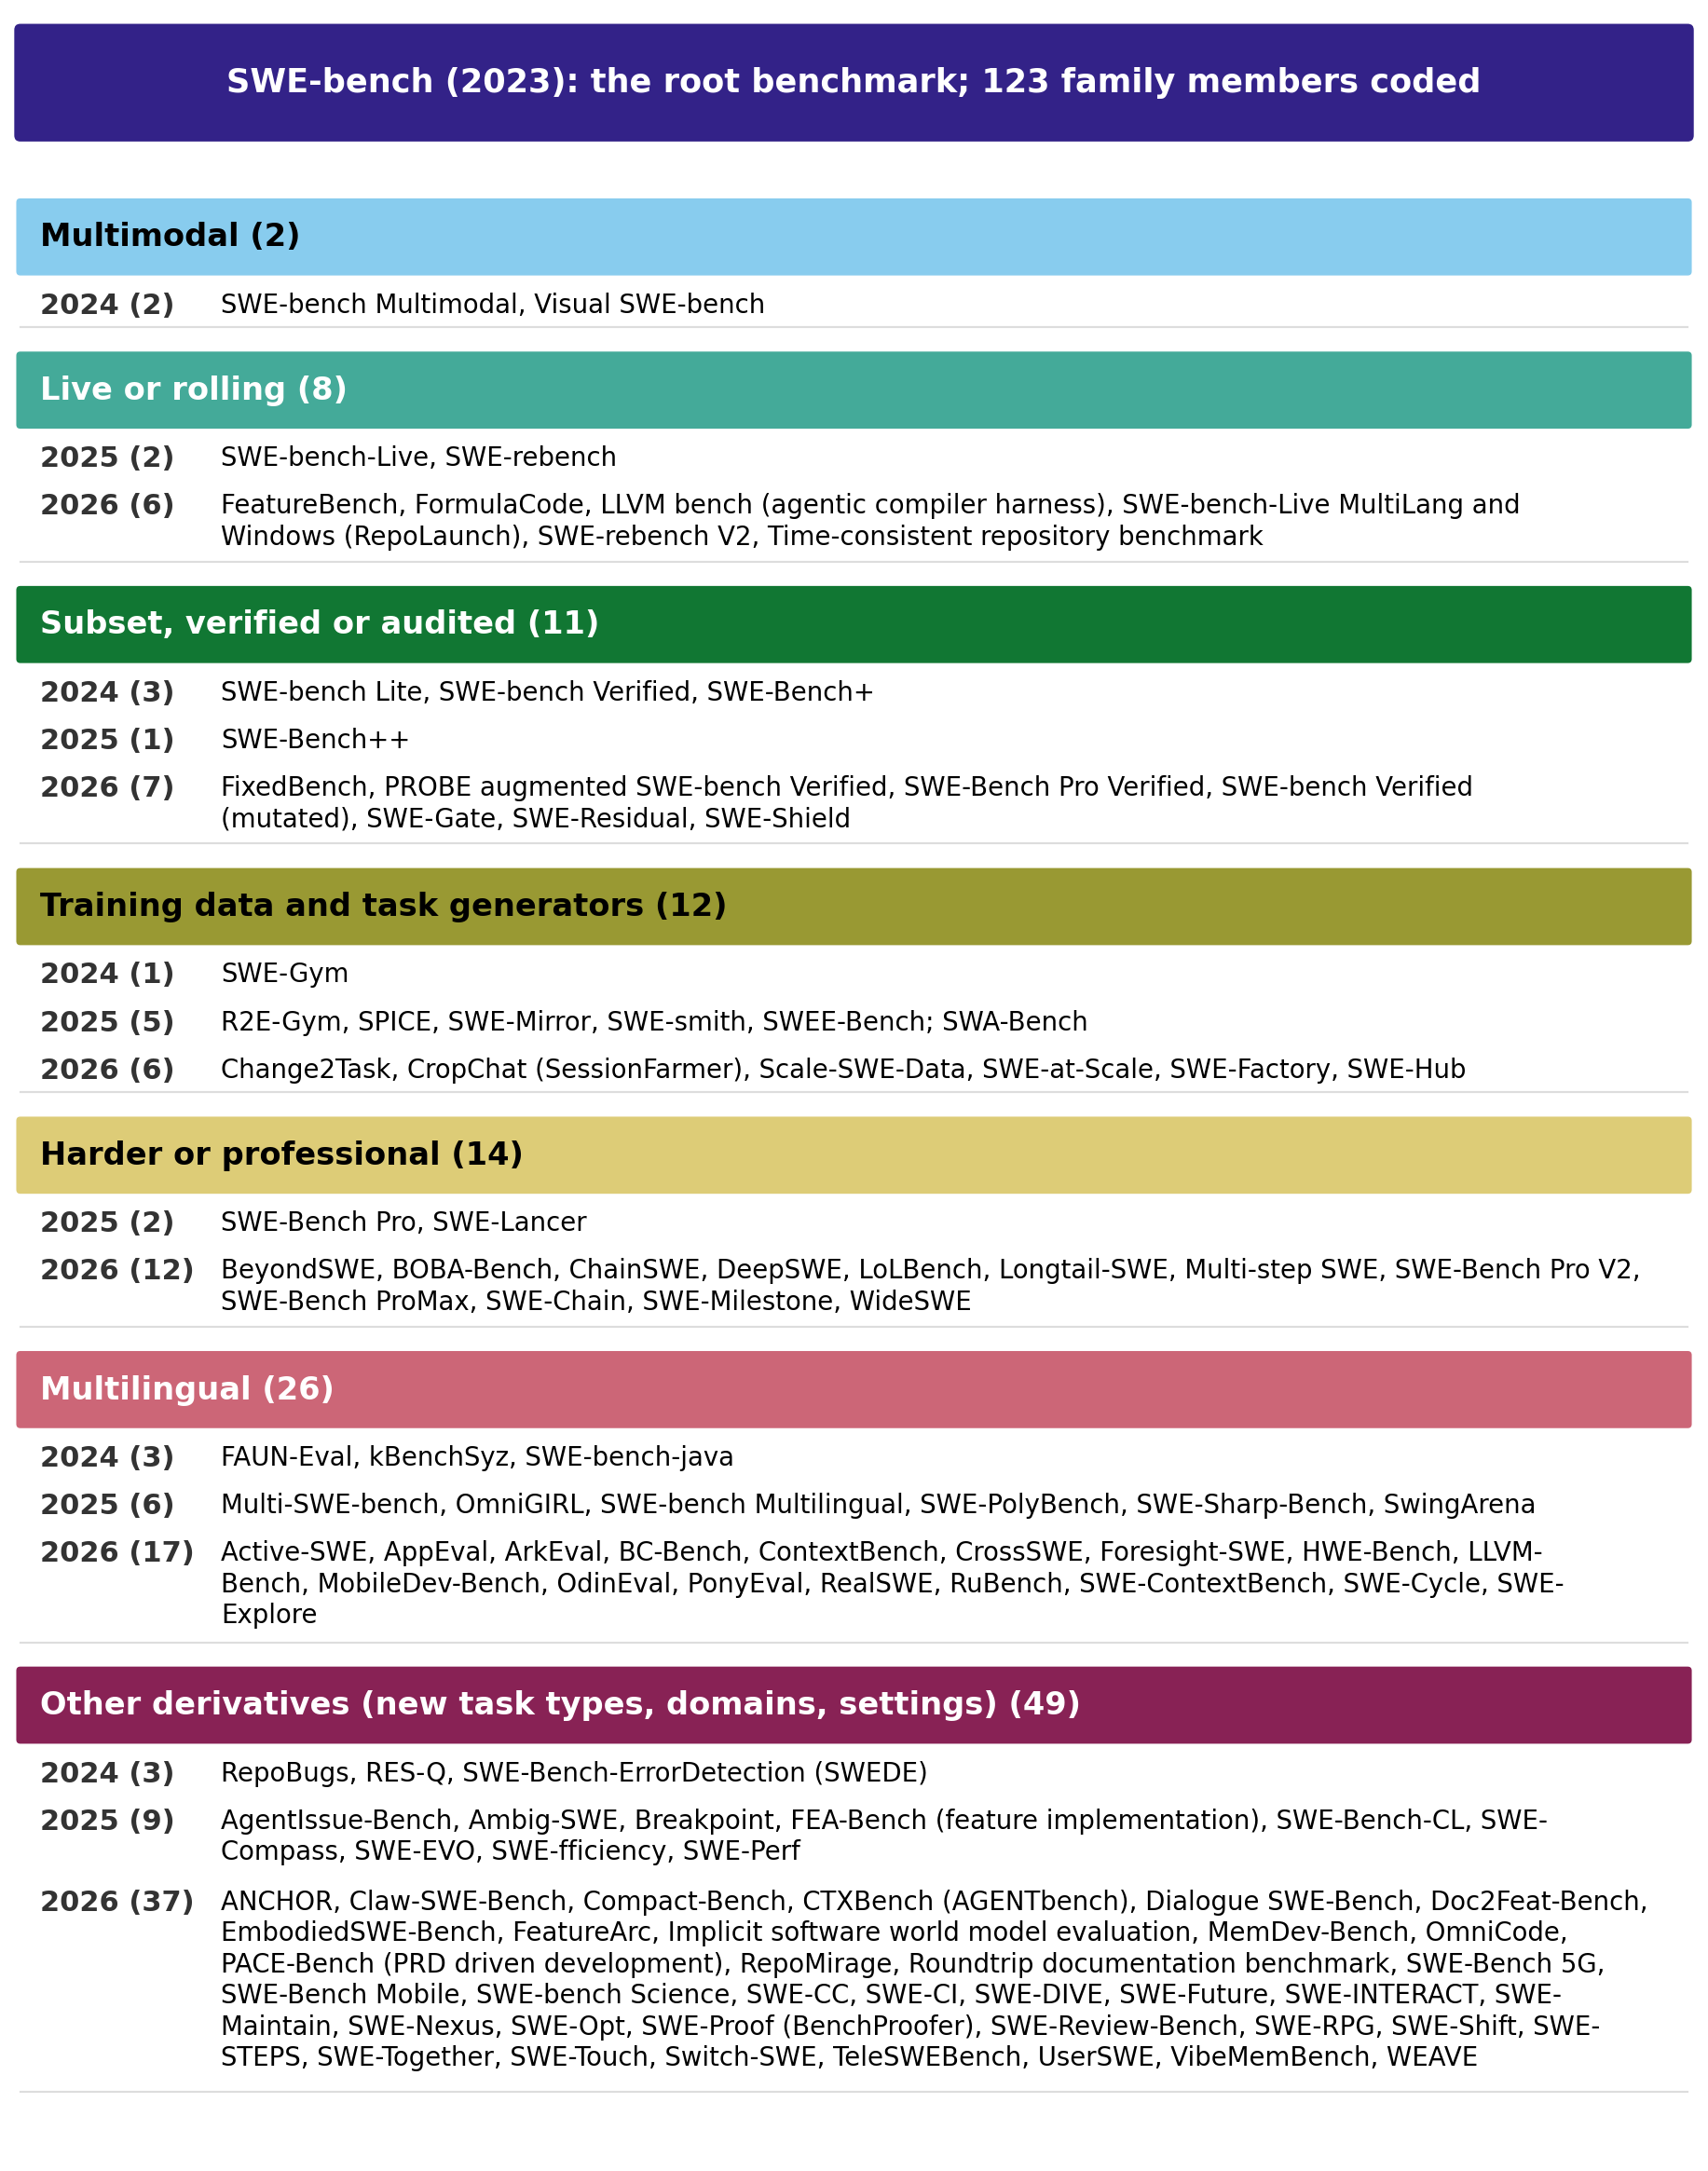 SWE-bench (2023): the root benchmark; 123 family members coded
Multimodal (2)
2024 (2) SWE-bench Multimodal, Visual SWE-bench
Live or rolling (8)
2025 (2) SWE-bench-Live, SWE-rebench
2026 (6) FeatureBench, FormulaCode, LLVM bench (agentic compiler harness), SWE-bench-Live MultiLang and
Windows (RepoLaunch), SWE-rebench V2, Time-consistent repository benchmark
Subset, verified or audited (11)
2024 (3) SWE-bench Lite, SWE-bench Verified, SWE-Bench+
2025 (1) SWE-Bench++
2026 (7) FixedBench, PROBE augmented SWE-bench Verified, SWE-Bench Pro Verified, SWE-bench Verified
(mutated), SWE-Gate, SWE-Residual, SWE-Shield
Training data and task generators (12)
2024 (1) SWE-Gym
2025 (5) R2E-Gym, SPICE, SWE-Mirror, SWE-smith, SWEE-Bench; SWA-Bench
2026 (6) Change2Task, CropChat (SessionFarmer), Scale-SWE-Data, SWE-at-Scale, SWE-Factory, SWE-Hub
Harder or professional (14)
2025 (2) SWE-Bench Pro, SWE-Lancer
2026 (12) BeyondSWE, BOBA-Bench, ChainSWE, DeepSWE, LoLBench, Longtail-SWE, Multi-step SWE, SWE-Bench Pro V2,
SWE-Bench ProMax, SWE-Chain, SWE-Milestone, WideSWE
Multilingual (26)
2024 (3) FAUN-Eval, kBenchSyz, SWE-bench-java
2025 (6) Multi-SWE-bench, OmniGIRL, SWE-bench Multilingual, SWE-PolyBench, SWE-Sharp-Bench, SwingArena
2026 (17) Active-SWE, AppEval, ArkEval, BC-Bench, ContextBench, CrossSWE, Foresight-SWE, HWE-Bench, LLVM-
Bench, MobileDev-Bench, OdinEval, PonyEval, RealSWE, RuBench, SWE-ContextBench, SWE-Cycle, SWE-
Explore
Other derivatives (new task types, domains, settings) (49)
2024 (3) RepoBugs, RES-Q, SWE-Bench-ErrorDetection (SWEDE)
2025 (9) AgentIssue-Bench, Ambig-SWE, Breakpoint, FEA-Bench (feature implementation), SWE-Bench-CL, SWE-
Compass, SWE-EVO, SWE-fficiency, SWE-Perf
2026 (37) ANCHOR, Claw-SWE-Bench, Compact-Bench, CTXBench (AGENTbench), Dialogue SWE-Bench, Doc2Feat-Bench,
EmbodiedSWE-Bench, FeatureArc, Implicit software world model evaluation, MemDev-Bench, OmniCode,
PACE-Bench (PRD driven development), RepoMirage, Roundtrip documentation benchmark, SWE-Bench 5G,
SWE-Bench Mobile, SWE-bench Science, SWE-CC, SWE-CI, SWE-DIVE, SWE-Future, SWE-INTERACT, SWE-
Maintain, SWE-Nexus, SWE-Opt, SWE-Proof (BenchProofer), SWE-Review-Bench, SWE-RPG, SWE-Shift, SWE-
STEPS, SWE-Together, SWE-Touch, Switch-SWE, TeleSWEBench, UserSWE, VibeMemBench, WEAVE